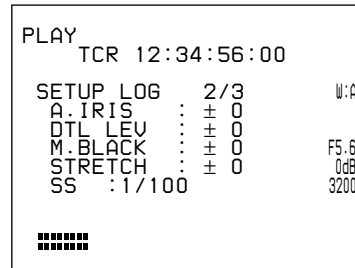 PLAY
TCR 12:34:56:00
SETUP LOG 2/3 W:A
A.IRIS : ± 0
DTL LEV : ± 0
M.BLACK : ± 0 F5.6
STRETCH : ± 0 0dB
SS :1/100 3200